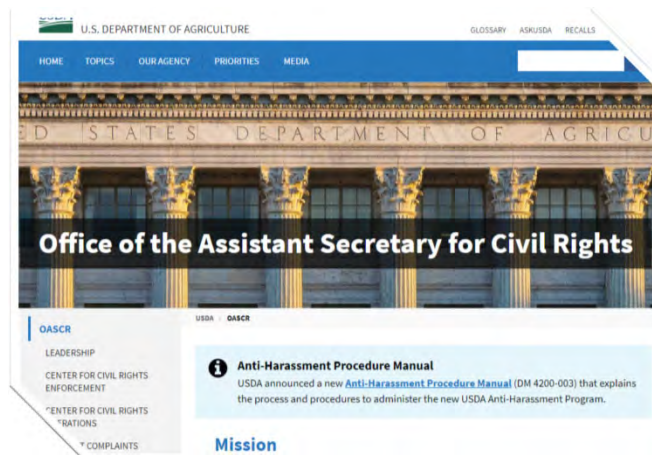 U.S. DEPARTMENT OF AGRICULTURE
GLOSSARY ASKUSDA RECALLS
HOME TOPICS OUR AGENCY PRIORITIES MEDIA
STATES DEPARTMENT OF
Office of the Assistant Secretary for Civil Rights
USDA OASCR
OASCR
LEADERSHIP
CENTER FOR CIVIL RIGHTS
ENFORCEMENT
CENTER FOR CIVIL RIGHTS
COMPLAINTS
Anti-Harassment Procedure Manual
USDA announced a new Anti-Harassment Procedure Manual (DM 4200-003) that explains
the process and procedures to administer the new USDA Anti-Harassment Program.
Mission